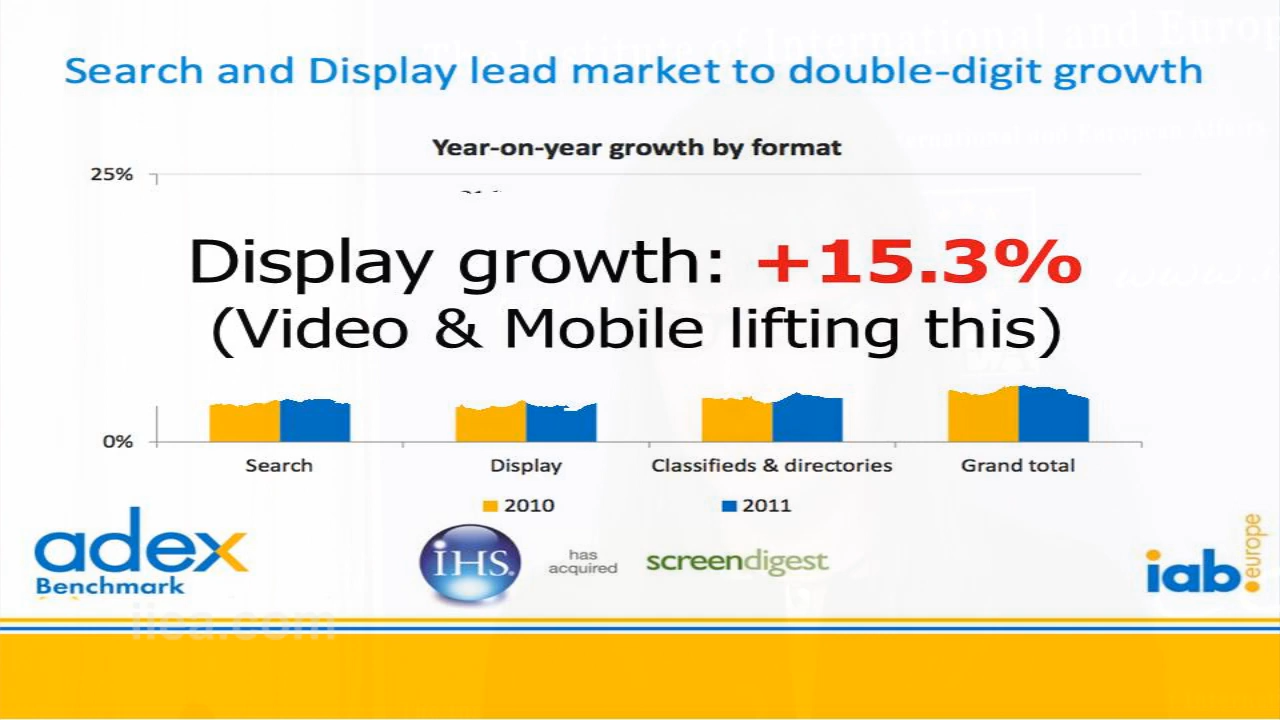 Search and Display lead market to double-digit growth
Year-on-year growth by format
25%
Display growth: +15.3%
(Video & Mobile lifting this)
0%
Search Display Classifieds & directories Grand total
2010 2011
adex
Benchmark
IHS has acquired screendigest
iab europe
iiea.com